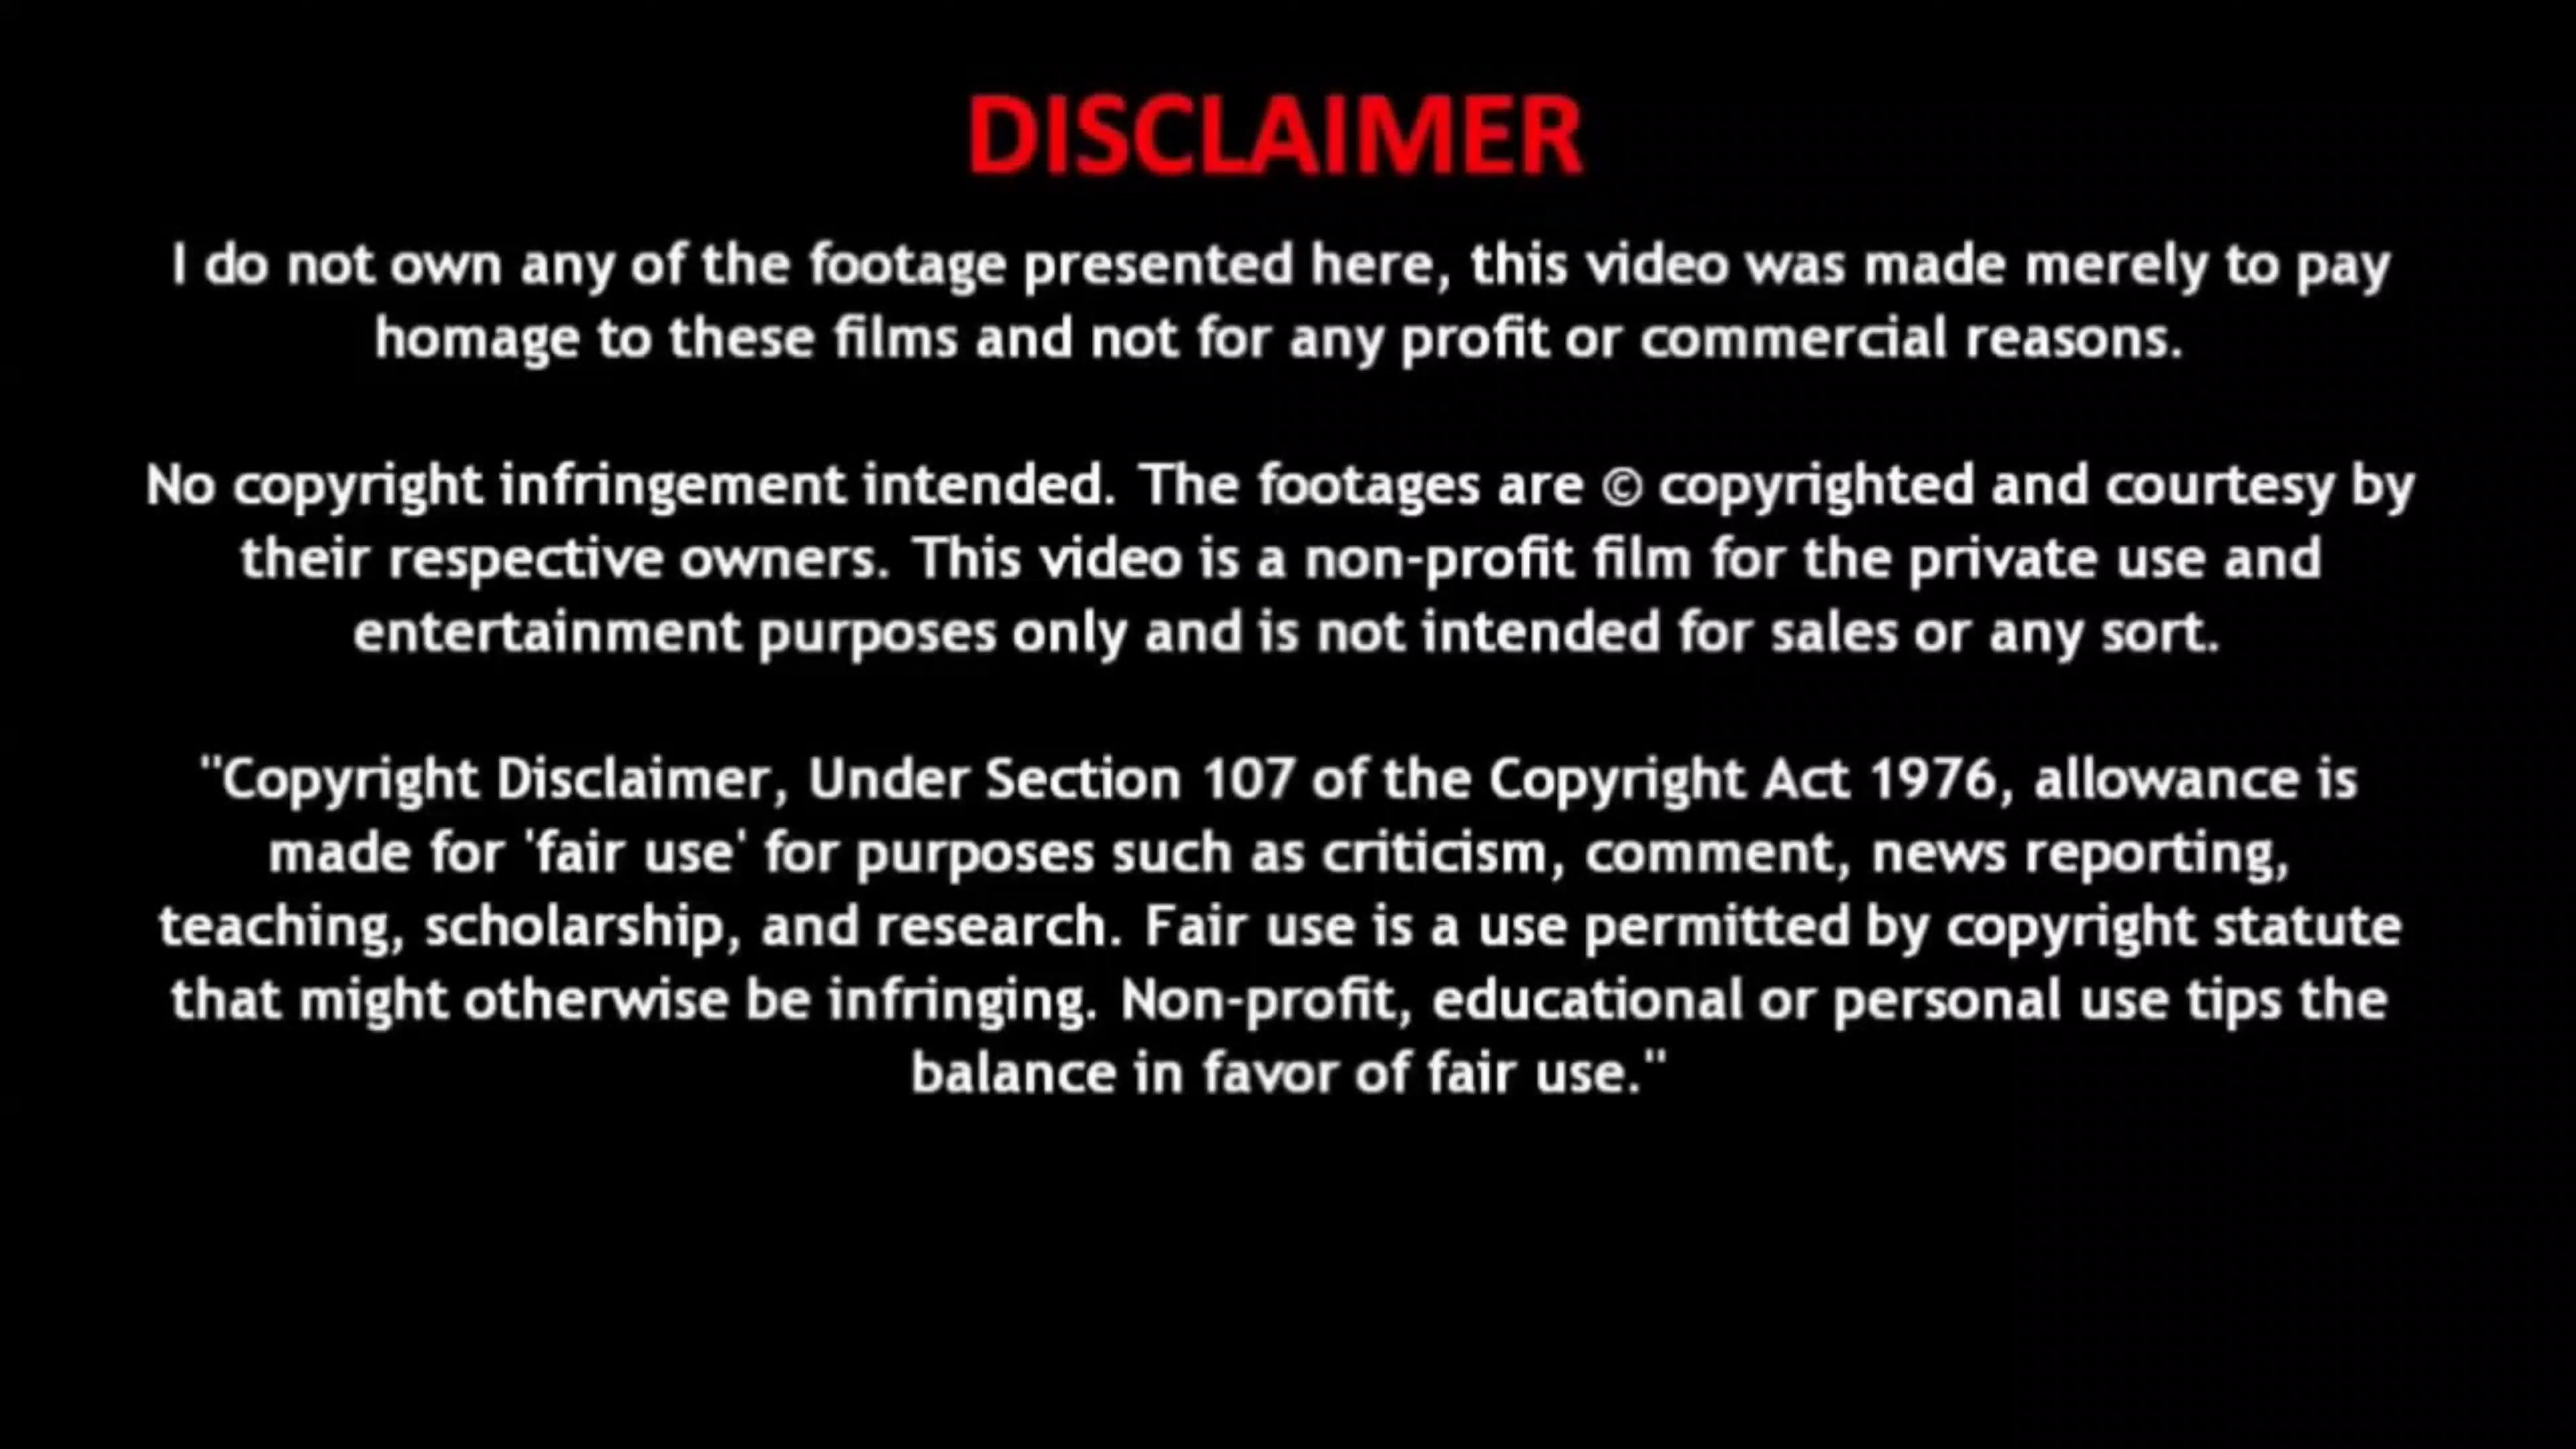 DISCLAIMER
I do not own any of the footage presented here, this video was made merely to pay
homage to these films and not for any profit or commercial reasons.
No copyright infringement intended. The footages are © copyrighted and courtesy by
their respective owners. This video is a non-profit film for the private use and
entertainment purposes only and is not intended for sales or any sort.
"Copyright Disclaimer, Under Section 107 of the Copyright Act 1976, allowance is
made for 'fair use' for purposes such as criticism, comment, news reporting,
teaching, scholarship, and research. Fair use is a use permitted by copyright statute
that might otherwise be infringing. Non-profit, educational or personal use tips the
balance in favor of fair use."